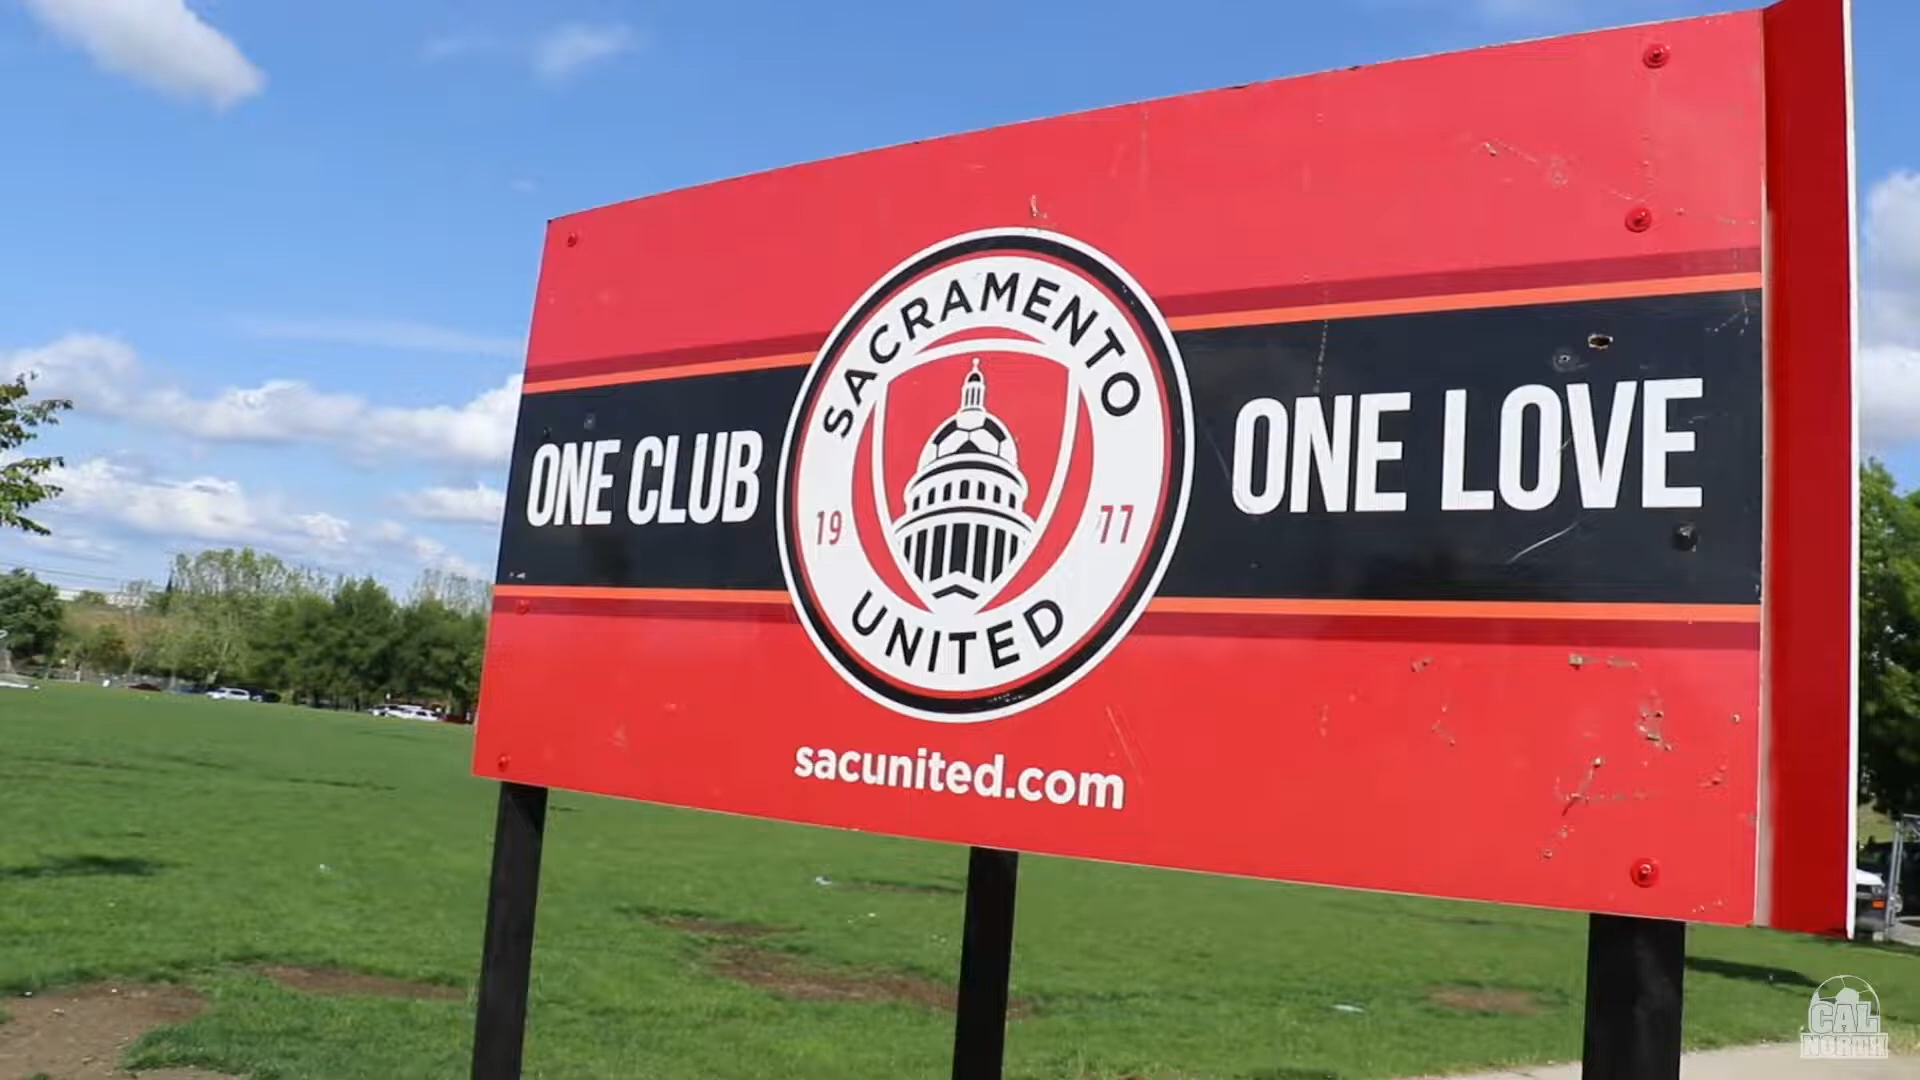 SACRAMENTO
ONE CLUB
ONE LOVE
19 77
UNITED
sacunited.com
CAL
NORTH